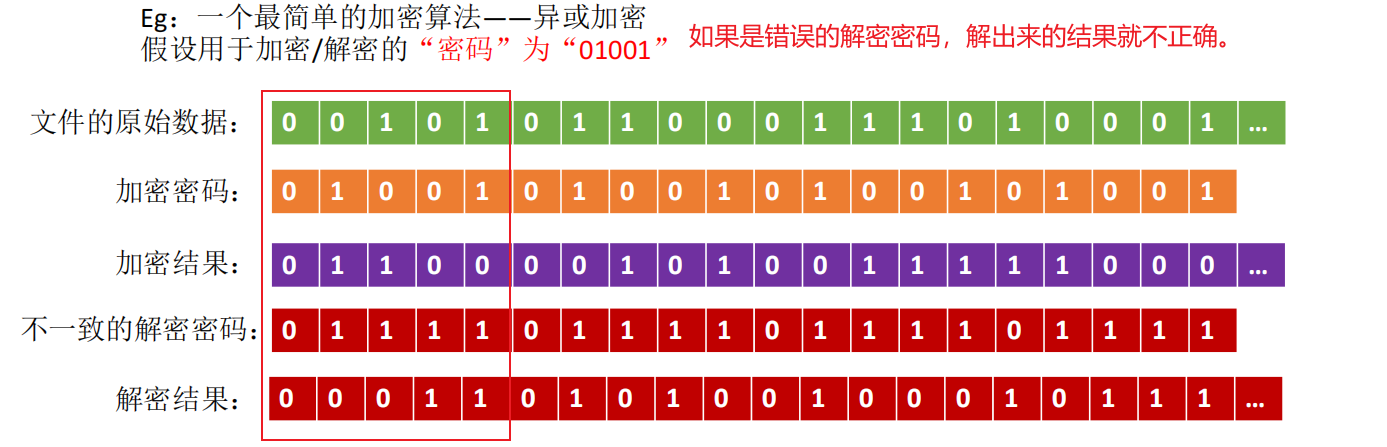 Eg：一个最简单的加密算法——异或加密
假设用于加密/解密的“密码”为“01001” 如果是错误的解密密码，解出来的结果就不正确。
文件的原始数据： 0 0 1 0 1 0 1 1 0 0 0 1 1 1 0 1 0 0 0 1 ...
加密密码： 0 1 0 0 1 0 1 0 0 1 0 1 0 0 1 0 1 0 0 1
加密结果： 0 1 1 0 0 0 0 1 0 1 0 0 1 1 1 1 1 0 0 0 ...
不一致的解密密码： 0 1 1 1 1 0 1 1 1 1 0 1 1 1 1 0 1 1 1 1
解密结果： 0 0 0 1 1 0 1 0 1 0 0 1 0 0 0 1 0 1 1 1 ...